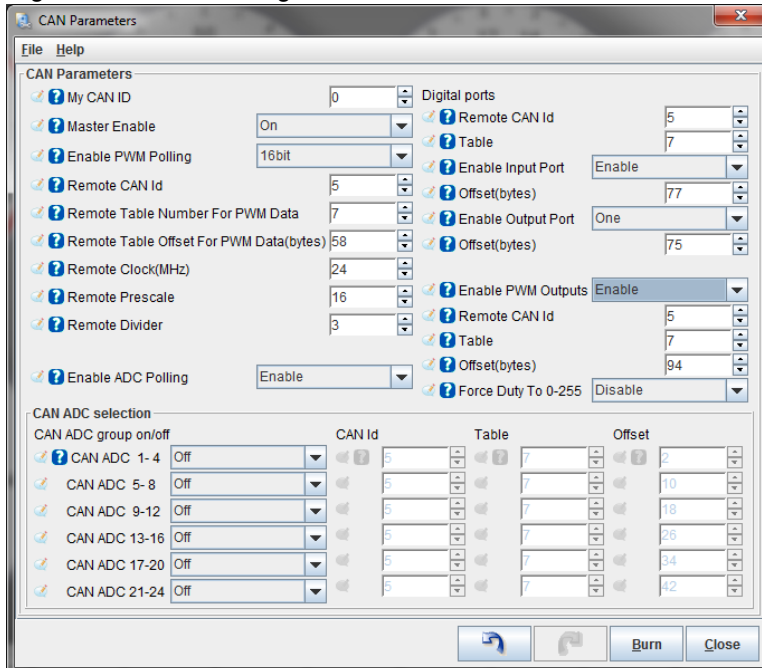 CAN Parameters
File Help
CAN Parameters
My CAN ID 0
Master Enable On
Enable PWM Polling 16bit
Remote CAN Id 5
Remote Table Number For PWM Data 7
Remote Table Offset For PWM Data(bytes) 58
Remote Clock(MHz) 24
Remote Prescale 16
Remote Divider 3
Enable ADC Polling Enable
Digital ports
Remote CAN Id 5
Table 7
Enable Input Port Enable
Offset(bytes) 77
Enable Output Port One
Offset(bytes) 75
Enable PWM Outputs Enable
Remote CAN Id 5
Table 7
Offset(bytes) 94
Force Duty To 0-255 Disable
CAN ADC selection
CAN ADC group on/off CAN Id Table Offset
CAN ADC 1- 4 Off 5 7 2
CAN ADC 5- 8 Off 5 7 10
CAN ADC 9-12 Off 5 7 18
CAN ADC 13-16 Off 5 7 26
CAN ADC 17-20 Off 5 7 34
CAN ADC 21-24 Off 5 7 42
Burn Close